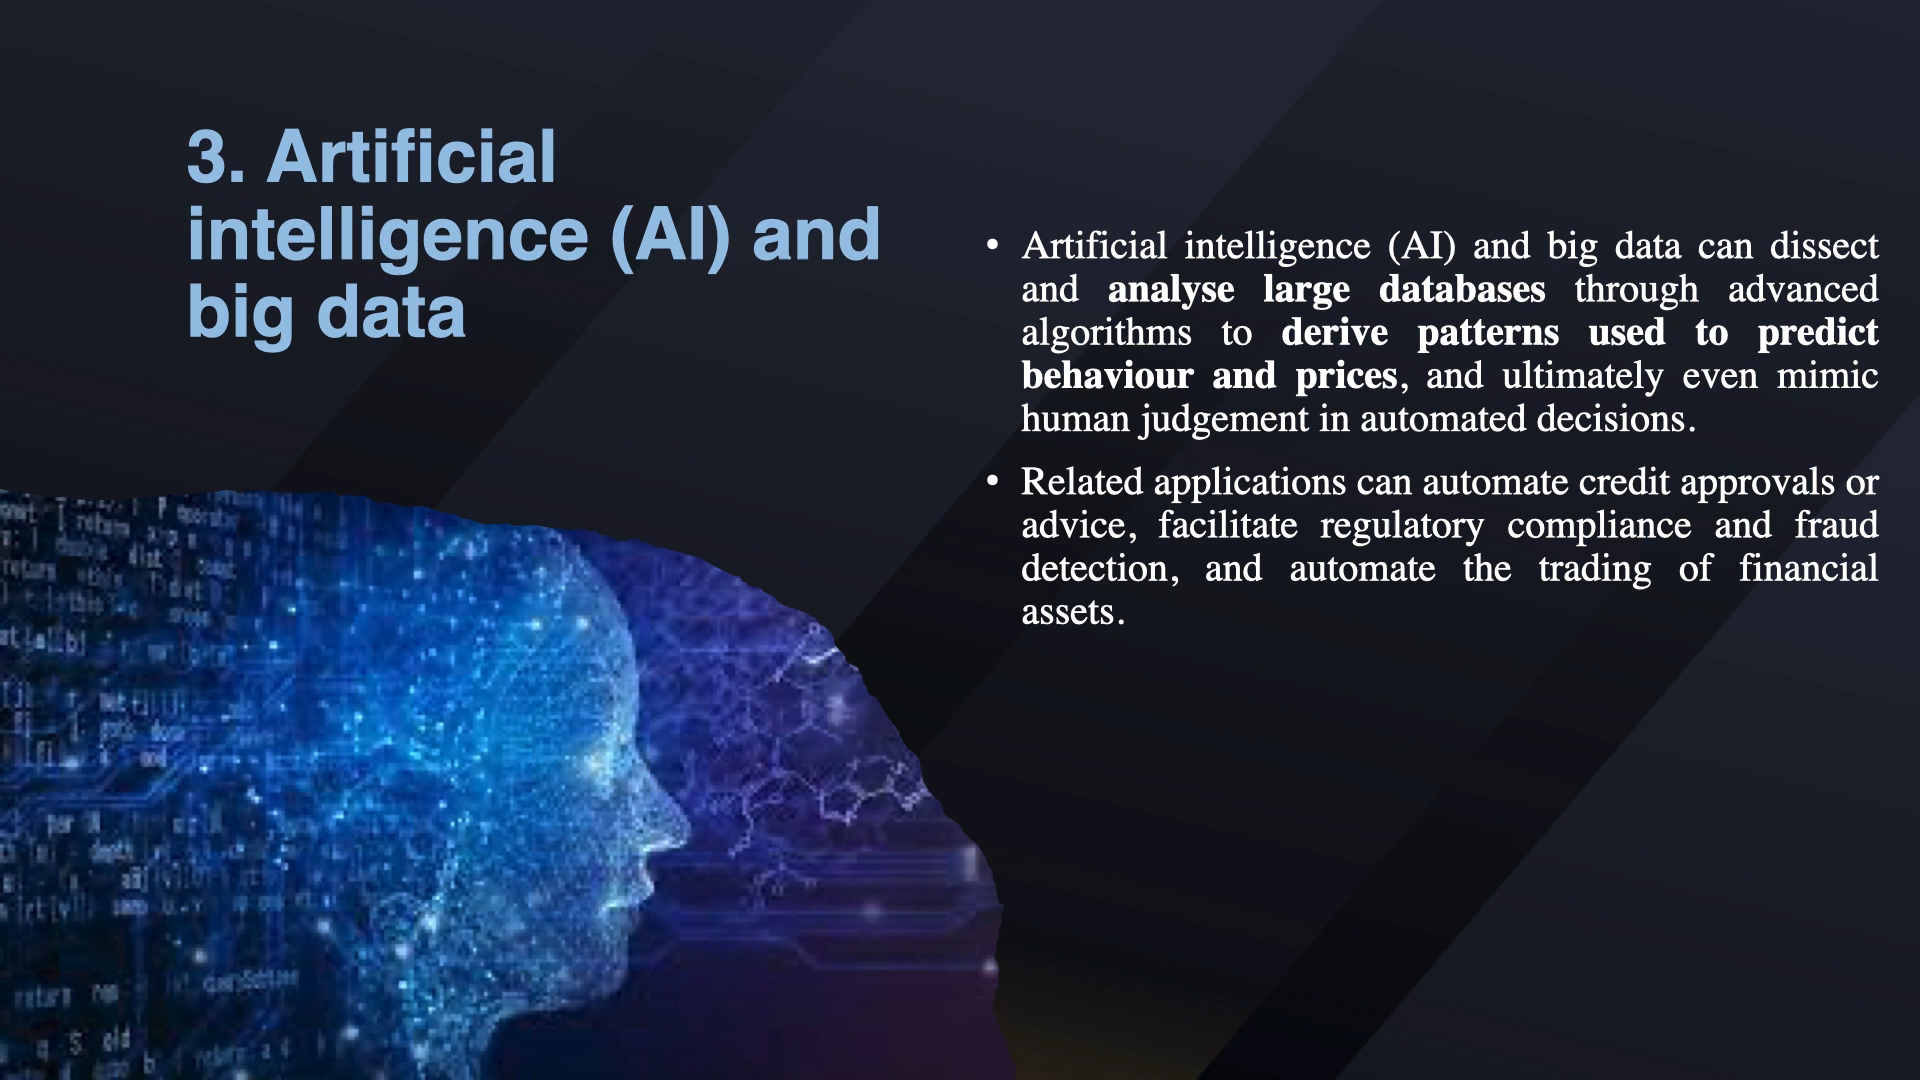 3. Artificial
intelligence (AI) and
big data
• Artificial intelligence (AI) and big data can dissect
and analyse large databases through advanced
algorithms to derive patterns used to predict
behaviour and prices, and ultimately even mimic
human judgement in automated decisions.
• Related applications can automate credit approvals or
advice, facilitate regulatory compliance and fraud
detection, and automate the trading of financial
assets.
return